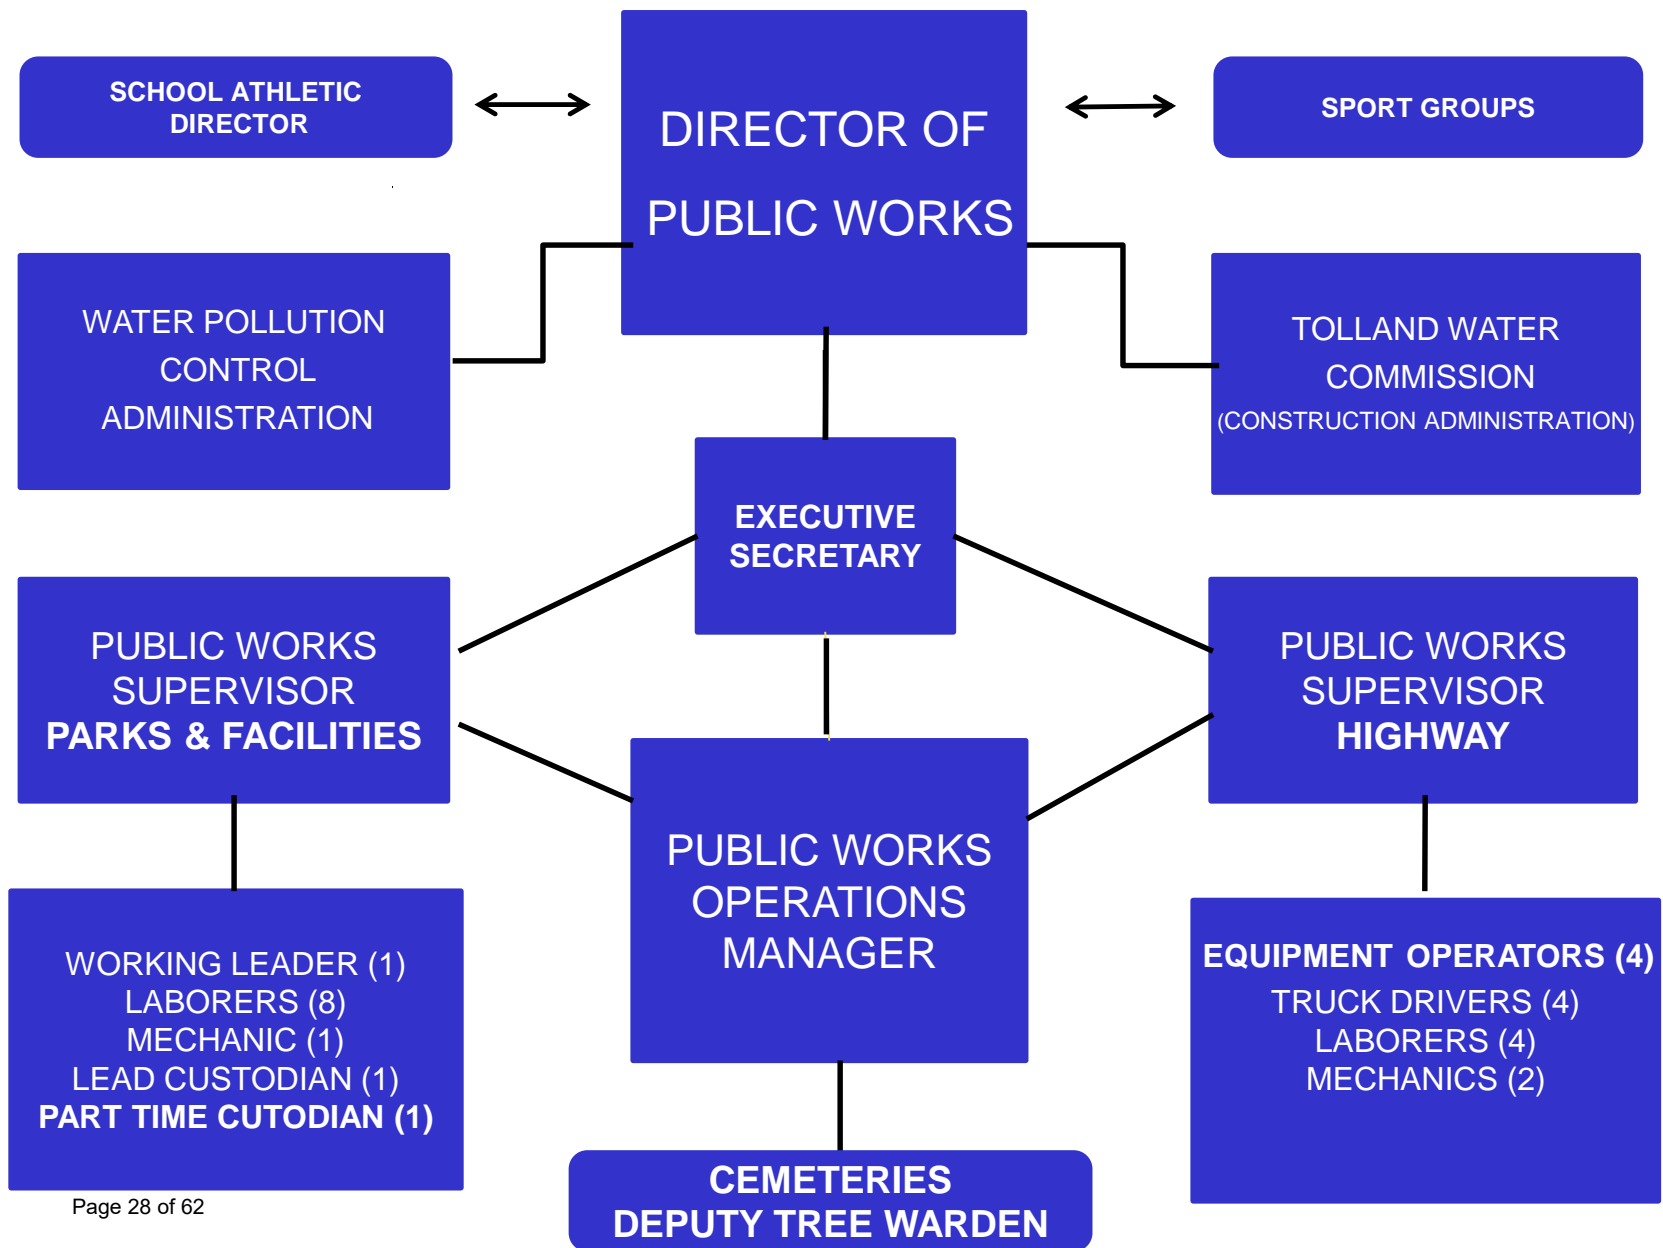 SCHOOL ATHLETIC
DIRECTOR
DIRECTOR OF
PUBLIC WORKS
SPORT GROUPS
WATER POLLUTION
CONTROL
ADMINISTRATION
TOLLAND WATER
COMMISSION
(CONSTRUCTION ADMINISTRATION)
EXECUTIVE
SECRETARY
PUBLIC WORKS
SUPERVISOR
PARKS & FACILITIES
PUBLIC WORKS
SUPERVISOR
HIGHWAY
PUBLIC WORKS
OPERATIONS
MANAGER
WORKING LEADER (1)
LABORERS (8)
MECHANIC (1)
LEAD CUSTODIAN (1)
PART TIME CUTODIAN (1)
EQUIPMENT OPERATORS (4)
TRUCK DRIVERS (4)
LABORERS (4)
MECHANICS (2)
CEMETERIES
DEPUTY TREE WARDEN
Page 28 of 62